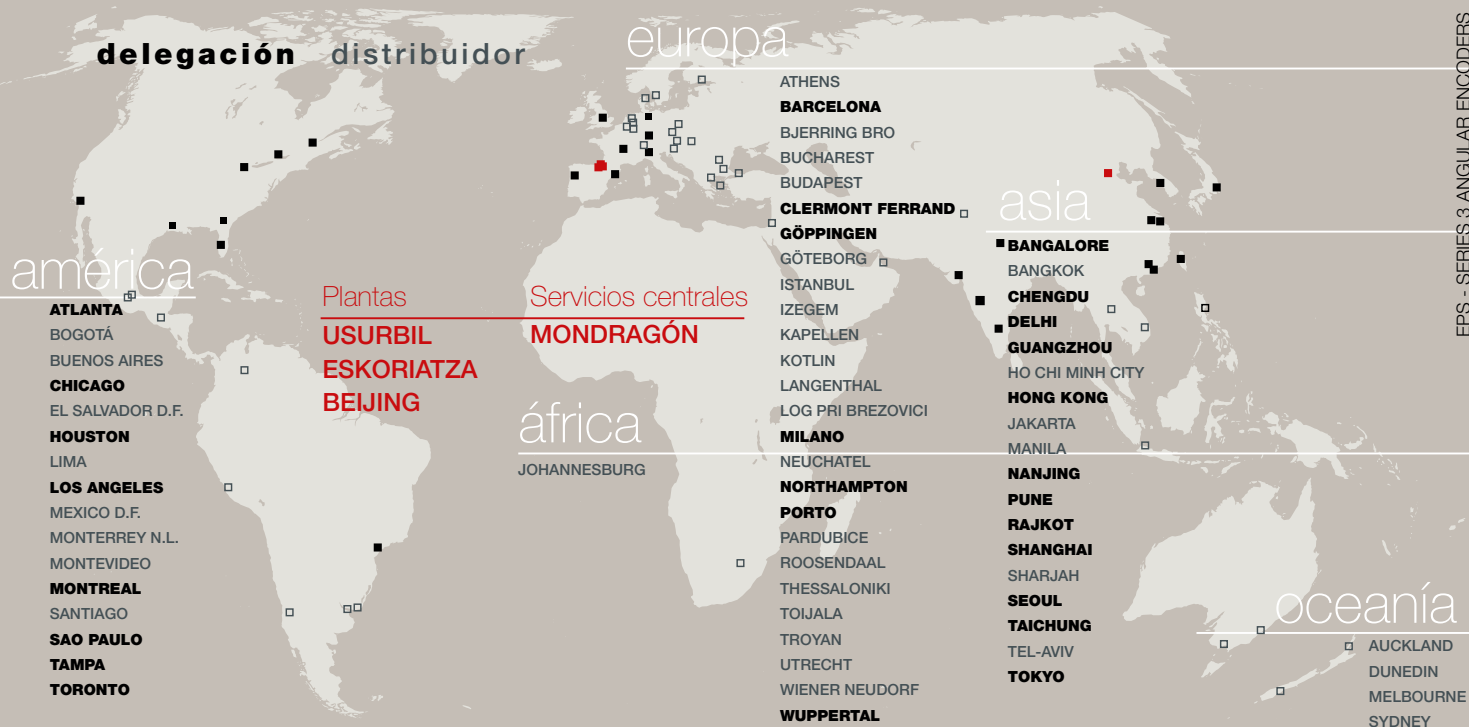 delegación distribuidor
américa
ATLANTA
BOGOTÁ
BUENOS AIRES
CHICAGO
EL SALVADOR D.F.
HOUSTON
LIMA
LOS ANGELES
MEXICO D.F.
MONTERREY N.L.
MONTEVIDEO
MONTREAL
SANTIAGO
SAO PAULO
TAMPA
TORONTO
Plantas
USURBIL
ESKORIATZA
BEIJING
Servicios centrales
MONDRAGÓN
áfrica
JOHANNESBURG
europa
ATHENS
BARCELONA
BJERRING BRO
BUCHAREST
BUDAPEST
CLERMONT FERRAND
GÖPPINGEN
GÖTEBORG
ISTANBUL
IZEGEM
KAPELLEN
KOTLIN
LANGENTHAL
LOG PRI BREZOVICI
MILANO
NEUCHATEL
NORTHAMPTON
PORTO
PARDUBICE
ROOSENDAAL
THESSALONIKI
TOIJALA
TROYAN
UTRECHT
WIENER NEUDORF
WUPPERTAL
asia
BANGALORE
BANGKOK
CHENGDU
DELHI
GUANGZHOU
HO CHI MINH CITY
HONG KONG
JAKARTA
MANILA
NANJING
PUNE
RAJKOT
SHANGHAI
SHARJAH
SEOUL
TAICHUNG
TEL-AVIV
TOKYO
oceanía
AUCKLAND
DUNEDIN
MELBOURNE
SYDNEY
EPS - SERIES 3 ANGULAR ENCODERS